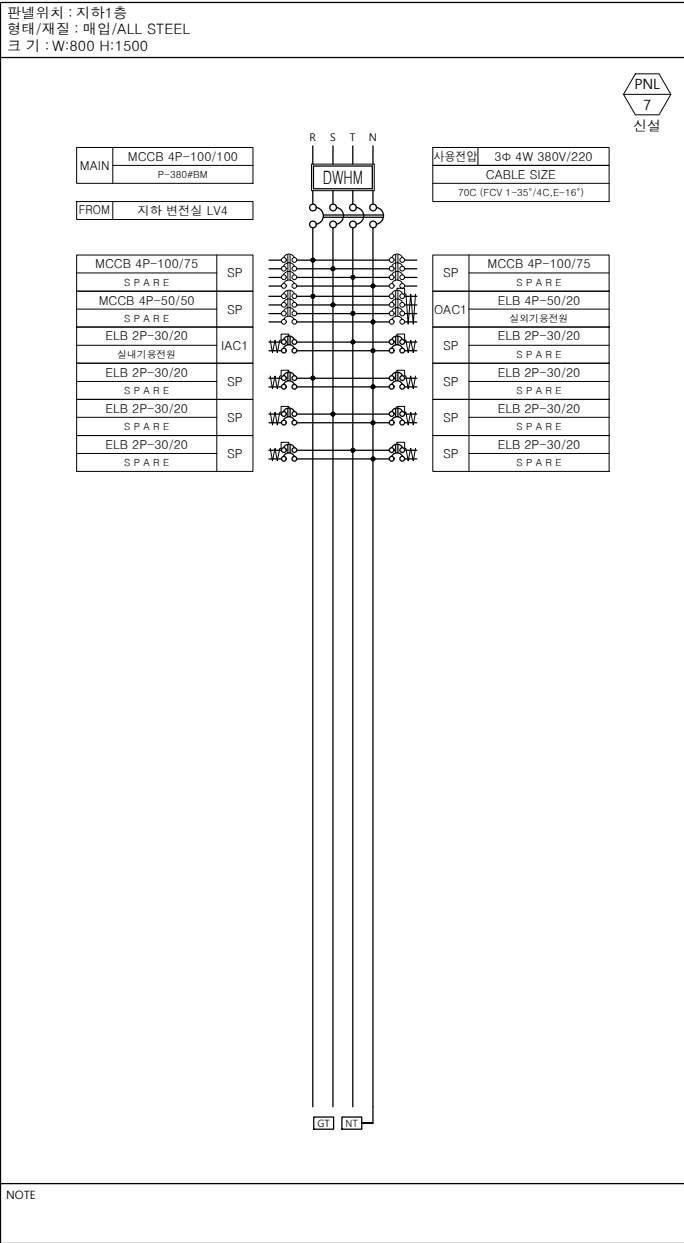 판넬위치 : 지하1층
형태/재질 : 매입/ALL STEEL
크 기 : W:800 H:1500
PNL
7
신설
R S T N
MAIN
MCCB 4P-100/100
P-380#BM
FROM 지하 변전실 LV4
DWHM
사용전압 3Φ 4W 380V/220
CABLE SIZE
70C (FCV 1-35°/4C,E-16°)
MCCB 4P-100/75
SPARE
SP
MCCB 4P-50/50
SPARE
SP
ELB 2P-30/20
실내기용전원
IAC1
ELB 2P-30/20
SPARE
SP
ELB 2P-30/20
SPARE
SP
ELB 2P-30/20
SPARE
SP
SP
MCCB 4P-100/75
SPARE
OAC1
ELB 4P-50/20
실외기용전원
SP
ELB 2P-30/20
SPARE
SP
ELB 2P-30/20
SPARE
SP
ELB 2P-30/20
SPARE
SP
ELB 2P-30/20
SPARE
GT NT
NOTE